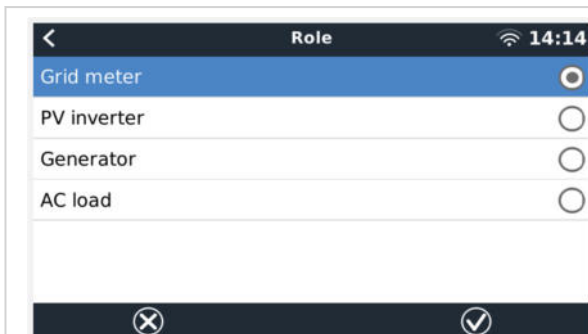 Role
14:14
Grid meter
PV inverter
Generator
AC load